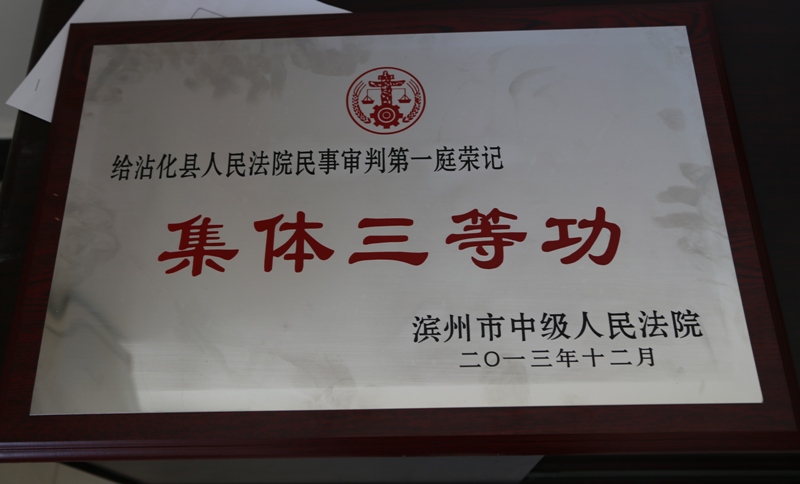 给沾化县人民法院民事审判第一庭荣记
集体三等功
滨州市中级人民法院
二〇一三年十二月